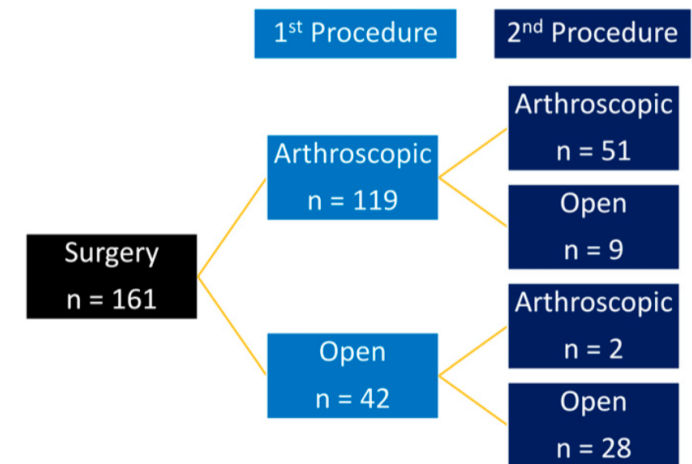 1st Procedure
2nd Procedure
Surgery
n = 161
Arthroscopic
n = 119
Open
n = 42
Arthroscopic
n = 51
Open
n = 9
Arthroscopic
n = 2
Open
n = 28